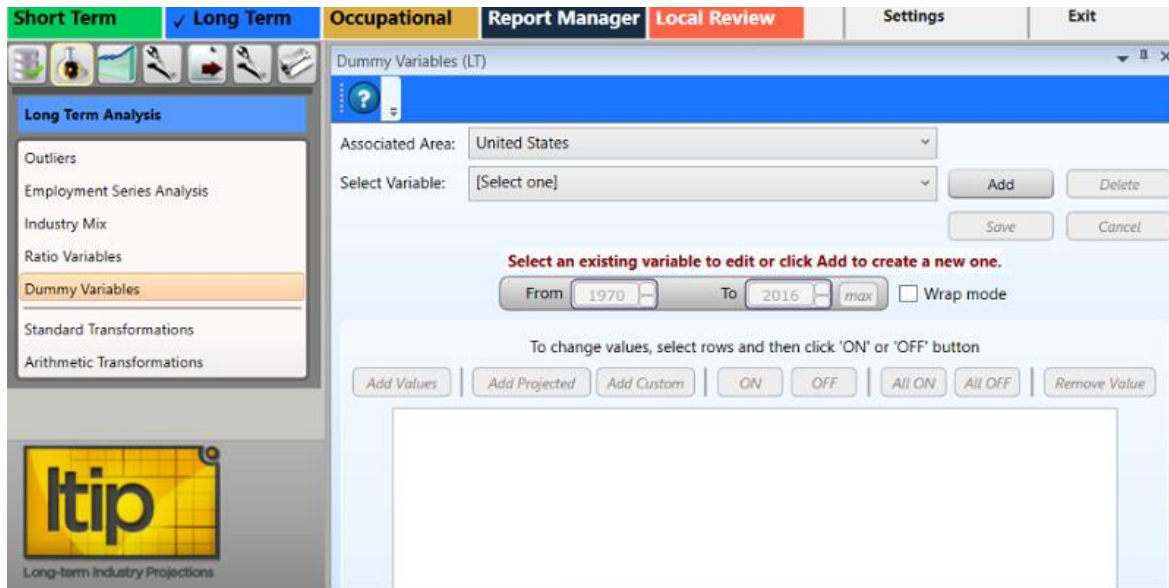 Short Term ✓ Long Term Occupational Report Manager Local Review Settings Exit
Dummy Variables (LT)
?
Long Term Analysis
Outliers
Employment Series Analysis
Industry Mix
Ratio Variables
Dummy Variables
Standard Transformations
Arithmetic Transformations
ltip
Long-term Industry Projections
Associated Area: United States
Select Variable: [Select one] Add Delete
Save Cancel
Select an existing variable to edit or click Add to create a new one.
From 1970 To 2016 max Wrap mode
To change values, select rows and then click 'ON' or 'OFF' button
Add Values Add Projected Add Custom ON OFF All ON All OFF Remove Value